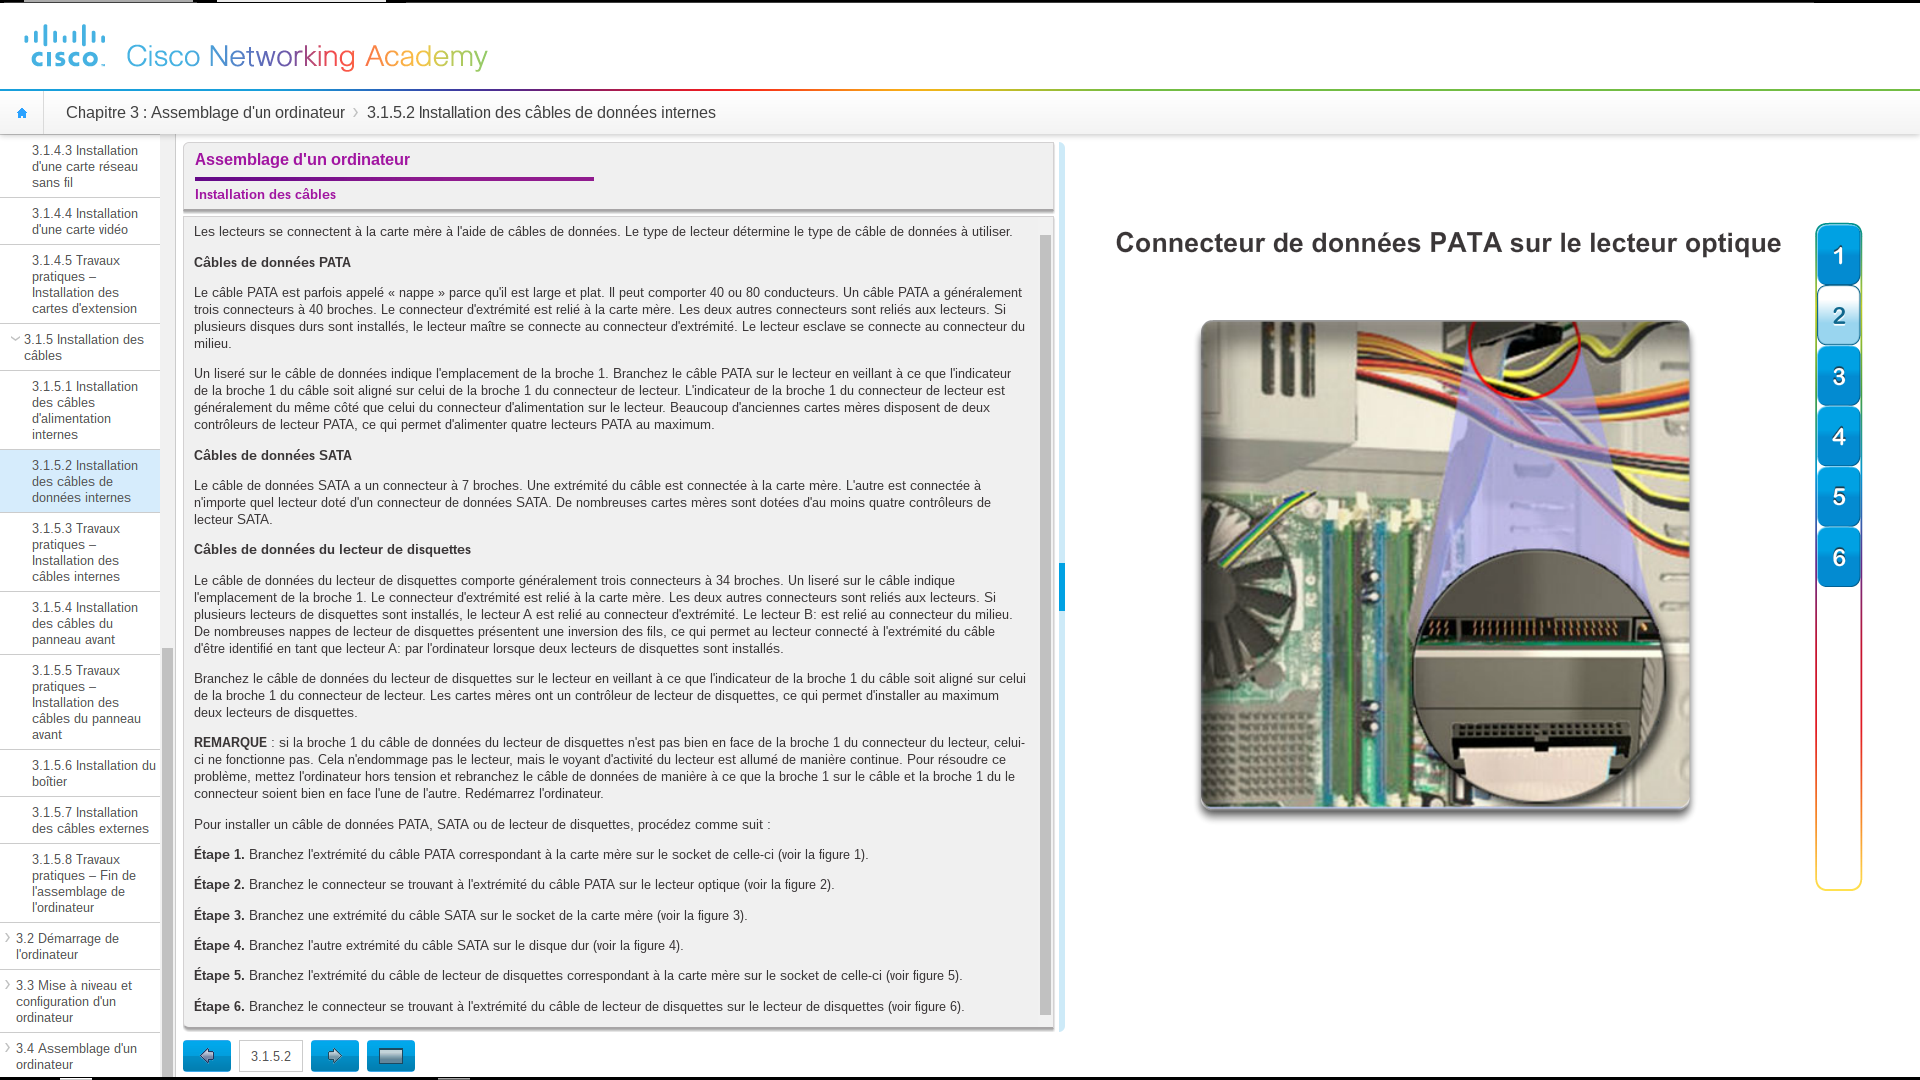 cisco
Cisco Networking Academy
Chapitre 3 : Assemblage d'un ordinateur
3.1.5.2 Installation des câbles de données internes
3.1.4.3 Installation
d'une carte réseau
sans fil
3.1.4.4 Installation
d'une carte vidéo
3.1.4.5 Travaux
pratiques –
Installation des
cartes d'extension
3.1.5 Installation des
câbles
3.1.5.1 Installation
des câbles
d'alimentation
internes
3.1.5.2 Installation
des câbles de
données internes
3.1.5.3 Travaux
pratiques –
Installation des
câbles internes
3.1.5.4 Installation
des câbles du
panneau avant
3.1.5.5 Travaux
pratiques –
Installation des
câbles du panneau
avant
3.1.5.6 Installation du
boîtier
3.1.5.7 Installation
des câbles externes
3.1.5.8 Travaux
pratiques – Fin de
l'assemblage de
l'ordinateur
3.2 Démarrage de
l'ordinateur
3.3 Mise à niveau et
configuration d'un
ordinateur
3.4 Assemblage d'un
ordinateur
Assemblage d'un ordinateur
Installation des câbles
Les lecteurs se connectent à la carte mère à l'aide de câbles de données. Le type de lecteur détermine le type de câble de données à utiliser.
Câbles de données PATA
Le câble PATA est parfois appelé « nappe » parce qu'il est large et plat. Il peut comporter 40 ou 80 conducteurs. Un câble PATA a généralement
trois connecteurs à 40 broches. Le connecteur d'extrémité est relié à la carte mère. Les deux autres connecteurs sont reliés aux lecteurs. Si
plusieurs disques durs sont installés, le lecteur maître se connecte au connecteur d'extrémité. Le lecteur esclave se connecte au connecteur du
milieu.
Un liseré sur le câble de données indique l'emplacement de la broche 1. Branchez le câble PATA sur le lecteur en veillant à ce que l'indicateur
de la broche 1 du câble soit aligné sur celui de la broche 1 du connecteur de lecteur. L'indicateur de la broche 1 du connecteur de lecteur est
généralement du même côté que celui du connecteur d'alimentation sur le lecteur. Beaucoup d'anciennes cartes mères disposent de deux
contrôleurs de lecteur PATA, ce qui permet d'alimenter quatre lecteurs PATA au maximum.
Câbles de données SATA
Le câble de données SATA a un connecteur à 7 broches. Une extrémité du câble est connectée à la carte mère. L'autre est connectée à
n'importe quel lecteur doté d'un connecteur de données SATA. De nombreuses cartes mères sont dotées d'au moins quatre contrôleurs de
lecteur SATA.
Câbles de données du lecteur de disquettes
Le câble de données du lecteur de disquettes comporte généralement trois connecteurs à 34 broches. Un liseré sur le câble indique
l'emplacement de la broche 1. Le connecteur d'extrémité est relié à la carte mère. Les deux autres connecteurs sont reliés aux lecteurs. Si
plusieurs lecteurs de disquettes sont installés, le lecteur A est relié au connecteur d'extrémité. Le lecteur B: est relié au connecteur du milieu.
De nombreuses nappes de lecteur de disquettes présentent une inversion des fils, ce qui permet au lecteur connecté à l'extrémité du câble
d'être identifié en tant que lecteur A: par l'ordinateur lorsque deux lecteurs de disquettes sont installés.
Branchez le câble de données du lecteur de disquettes sur le lecteur en veillant à ce que l'indicateur de la broche 1 du câble soit aligné sur celui
de la broche 1 du connecteur de lecteur. Les cartes mères ont un contrôleur de lecteur de disquettes, ce qui permet d'installer au maximum
deux lecteurs de disquettes.
REMARQUE : si la broche 1 du câble de données du lecteur de disquettes n'est pas bien en face de la broche 1 du connecteur du lecteur, celui-
ci ne fonctionne pas. Cela n'endommage pas le lecteur, mais le voyant d'activité du lecteur est allumé de manière continue. Pour résoudre ce
problème, mettez l'ordinateur hors tension et rebranchez le câble de données de manière à ce que la broche 1 sur le câble et la broche 1 du le
connecteur soient bien en face l'une de l'autre. Redémarrez l'ordinateur.
Pour installer un câble de données PATA, SATA ou de lecteur de disquettes, procédez comme suit :
Étape 1. Branchez l'extrémité du câble PATA correspondant à la carte mère sur le socket de celle-ci (voir la figure 1).
Étape 2. Branchez le connecteur se trouvant à l'extrémité du câble PATA sur le lecteur optique (voir la figure 2).
Étape 3. Branchez une extrémité du câble SATA sur le socket de la carte mère (voir la figure 3).
Étape 4. Branchez l'autre extrémité du câble SATA sur le disque dur (voir la figure 4).
Étape 5. Branchez l'extrémité du câble de lecteur de disquettes correspondant à la carte mère sur le socket de celle-ci (voir figure 5).
Étape 6. Branchez le connecteur se trouvant à l'extrémité du câble de lecteur de disquettes sur le lecteur de disquettes (voir figure 6).
3.1.5.2
Connecteur de données PATA sur le lecteur optique
1
2
3
4
5
6